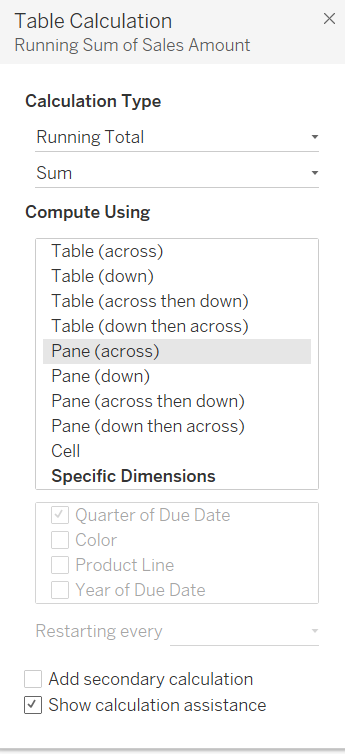 Table Calculation
Running Sum of Sales Amount
Calculation Type
Running Total
Sum
Compute Using
Table (across)
Table (down)
Table (across then down)
Table (down then across)
Pane (across)
Pane (down)
Pane (across then down)
Pane (down then across)
Cell
Specific Dimensions
Quarter of Due Date
Color
Product Line
Year of Due Date
Restarting every
Add secondary calculation
Show calculation assistance